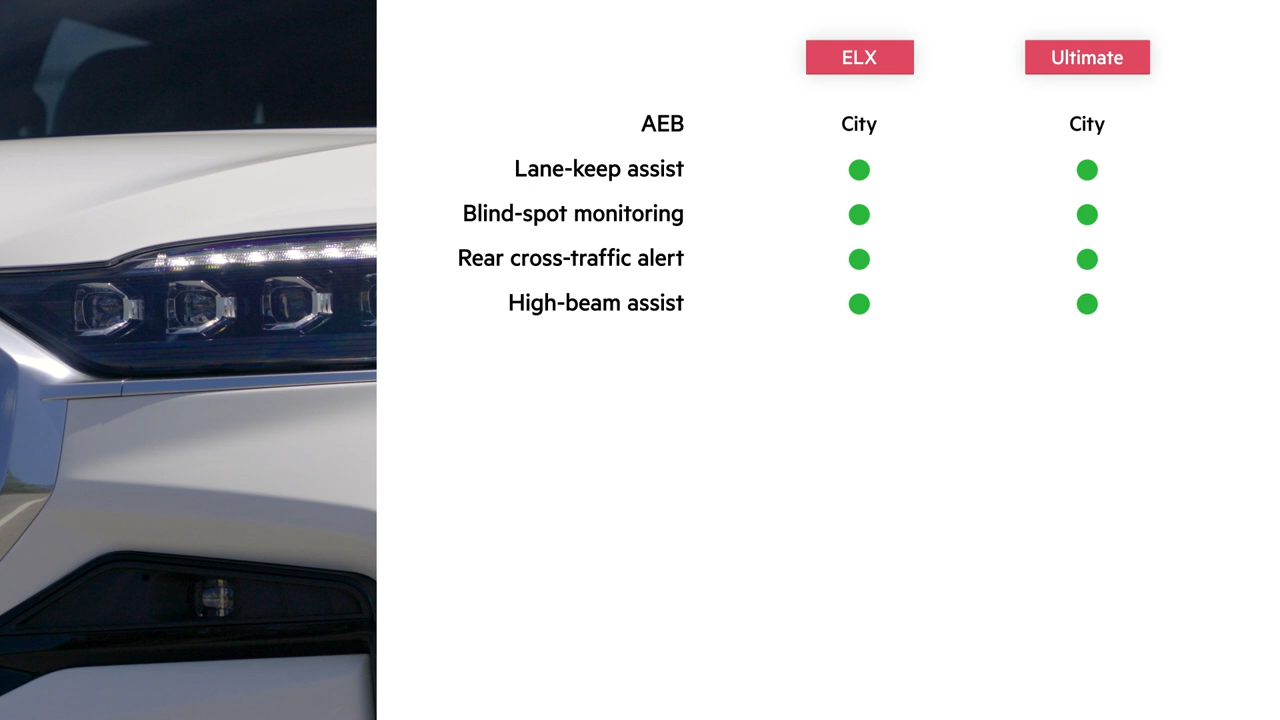 ELX Ultimate
AEB City City
Lane-keep assist
Blind-spot monitoring
Rear cross-traffic alert
High-beam assist